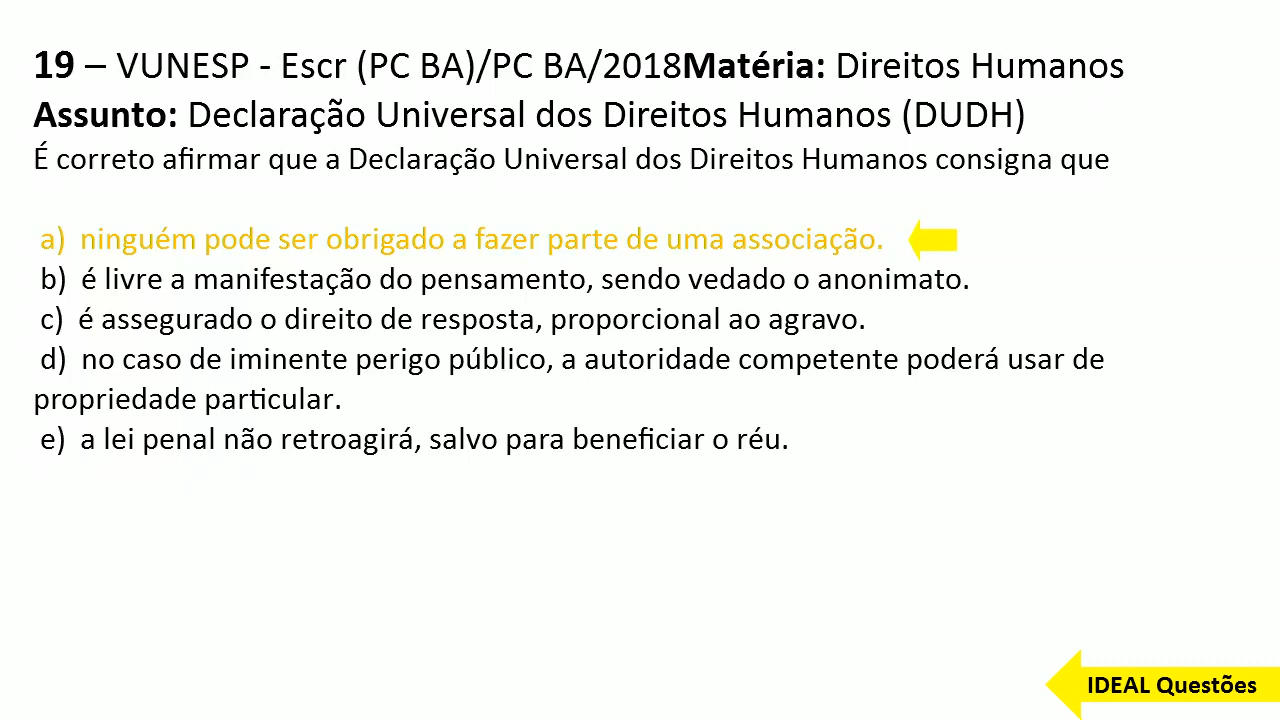 19 – VUNESP - Escr (PC BA)/PC BA/2018Matéria: Direitos Humanos
Assunto: Declaração Universal dos Direitos Humanos (DUDH)
É correto afirmar que a Declaração Universal dos Direitos Humanos consigna que
a) ninguém pode ser obrigado a fazer parte de uma associação.
b) é livre a manifestação do pensamento, sendo vedado o anonimato.
c) é assegurado o direito de resposta, proporcional ao agravo.
d) no caso de iminente perigo público, a autoridade competente poderá usar de
propriedade particular.
e) a lei penal não retroagirá, salvo para beneficiar o réu.
IDEAL Questões